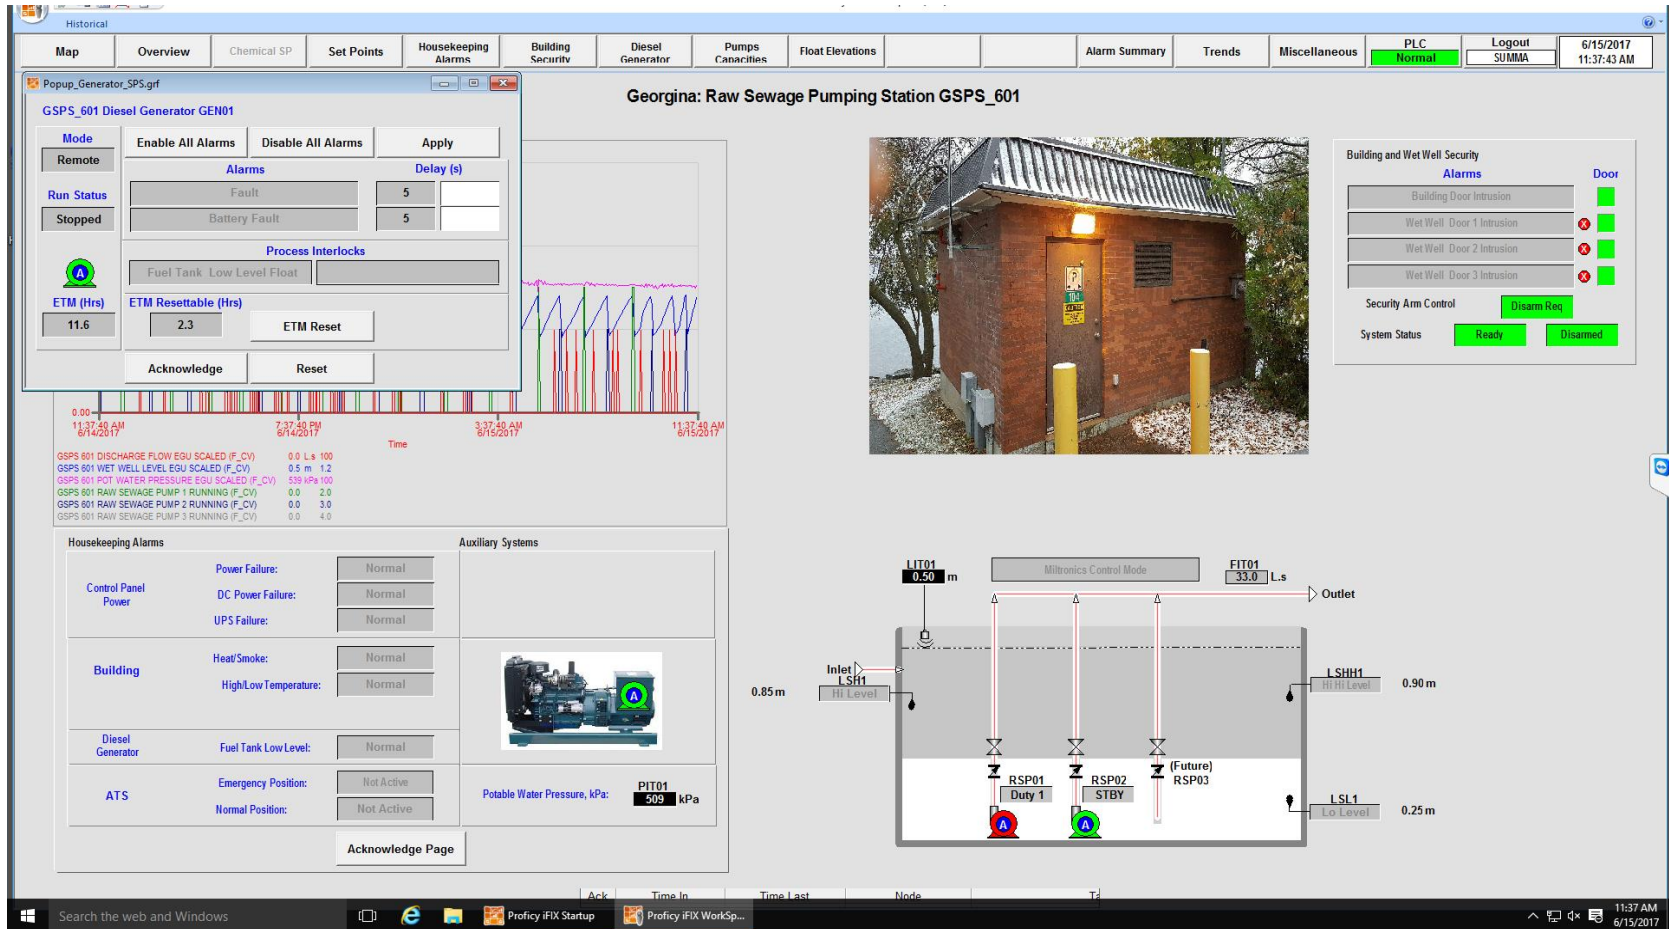 Historical
Map Overview Chemical SP Set Points Housekeeping Alarms Building Security Diesel Generator Pumps Capacities Float Elevations Alarm Summary Trends Miscellaneous PLC Normal Logout SUMMA 6/15/2017 11:37:43 AM
Popup_Generator_SPS.grf
GSPS_601 Diesel Generator GEN01
Mode
Remote
Run Status
Stopped
A
ETM (Hrs)
11.6
Enable All Alarms Disable All Alarms Apply
Alarms Delay (s)
Fault 5
Battery Fault 5
Process Interlocks
Fuel Tank Low Level Float
ETM Resettable (Hrs)
2.3 ETM Reset
Acknowledge Reset
Georgina: Raw Sewage Pumping Station GSPS_601
0.00
11:37:40 AM 7:37:40 PM 3:37:40 AM 11:37:40 AM
6/14/2017 6/14/2017 6/15/2017 6/15/2017
Time
GSPS 601 DISCHARGE FLOW EGU SCALED (F_CV) 0.0 L.s 100
GSPS 601 WET WELL LEVEL EGU SCALED (F_CV) 0.5 m 1.2
GSPS 601 POT WATER PRESSURE EGU SCALED (F_CV) 539 kPa 100
GSPS 601 RAW SEWAGE PUMP 1 RUNNING (F_CV) 0.0 2.0
GSPS 601 RAW SEWAGE PUMP 2 RUNNING (F_CV) 0.0 3.0
GSPS 601 RAW SEWAGE PUMP 3 RUNNING (F_CV) 0.0 4.0
104
Building and Wet Well Security
Alarms Door
Building Door Intrusion
Wet Well Door 1 Intrusion X
Wet Well Door 2 Intrusion X
Wet Well Door 3 Intrusion X
Security Arm Control Disarm Req
System Status Ready Disarmed
Housekeeping Alarms Auxiliary Systems
Control Panel Power
Power Failure: Normal
DC Power Failure: Normal
UPS Failure: Normal
Building
Heat/Smoke: Normal
High/Low Temperature: Normal
A
Diesel Generator
Fuel Tank Low Level: Normal
ATS
Emergency Position: Not Active
Normal Position: Not Active
Potable Water Pressure, kPa: PIT01 509 kPa
Acknowledge Page
LIT01
0.50 m
Miltronics Control Mode
FIT01
33.0 L.s
Outlet
Inlet
LSH1
0.85 m Hi Level
LSHH1
Hi Hi Level 0.90 m
RSP01
Duty 1
A
RSP02
STBY
A
(Future)
RSP03
LSL1
Lo Level 0.25 m
Ack Time In Time Last Node
Search the web and Windows
Proficy iFIX Startup
Proficy iFIX WorkSp...
11:37 AM
6/15/2017